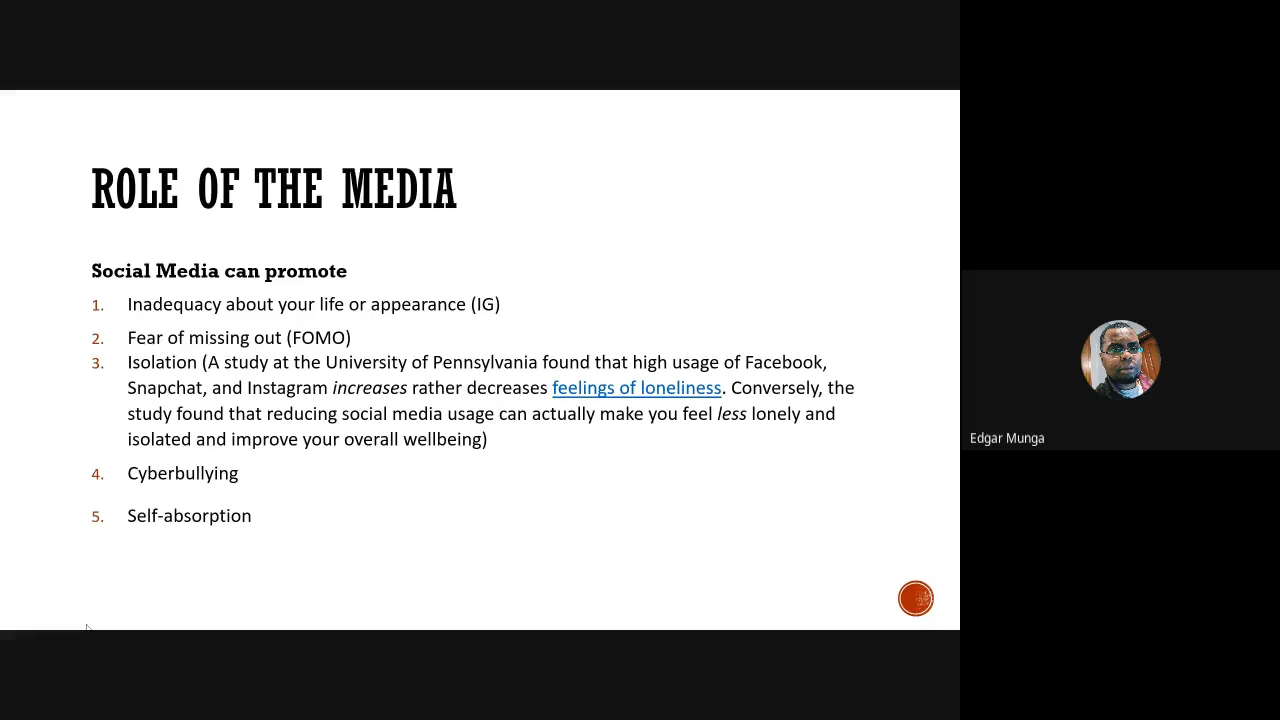 ROLE OF THE MEDIA
Social Media can promote
1. Inadequacy about your life or appearance (IG)
2. Fear of missing out (FOMO)
3. Isolation (A study at the University of Pennsylvania found that high usage of Facebook,
Snapchat, and Instagram increases rather decreases feelings of loneliness. Conversely, the
study found that reducing social media usage can actually make you feel less lonely and
isolated and improve your overall wellbeing)
4. Cyberbullying
5. Self-absorption
Edgar Munga